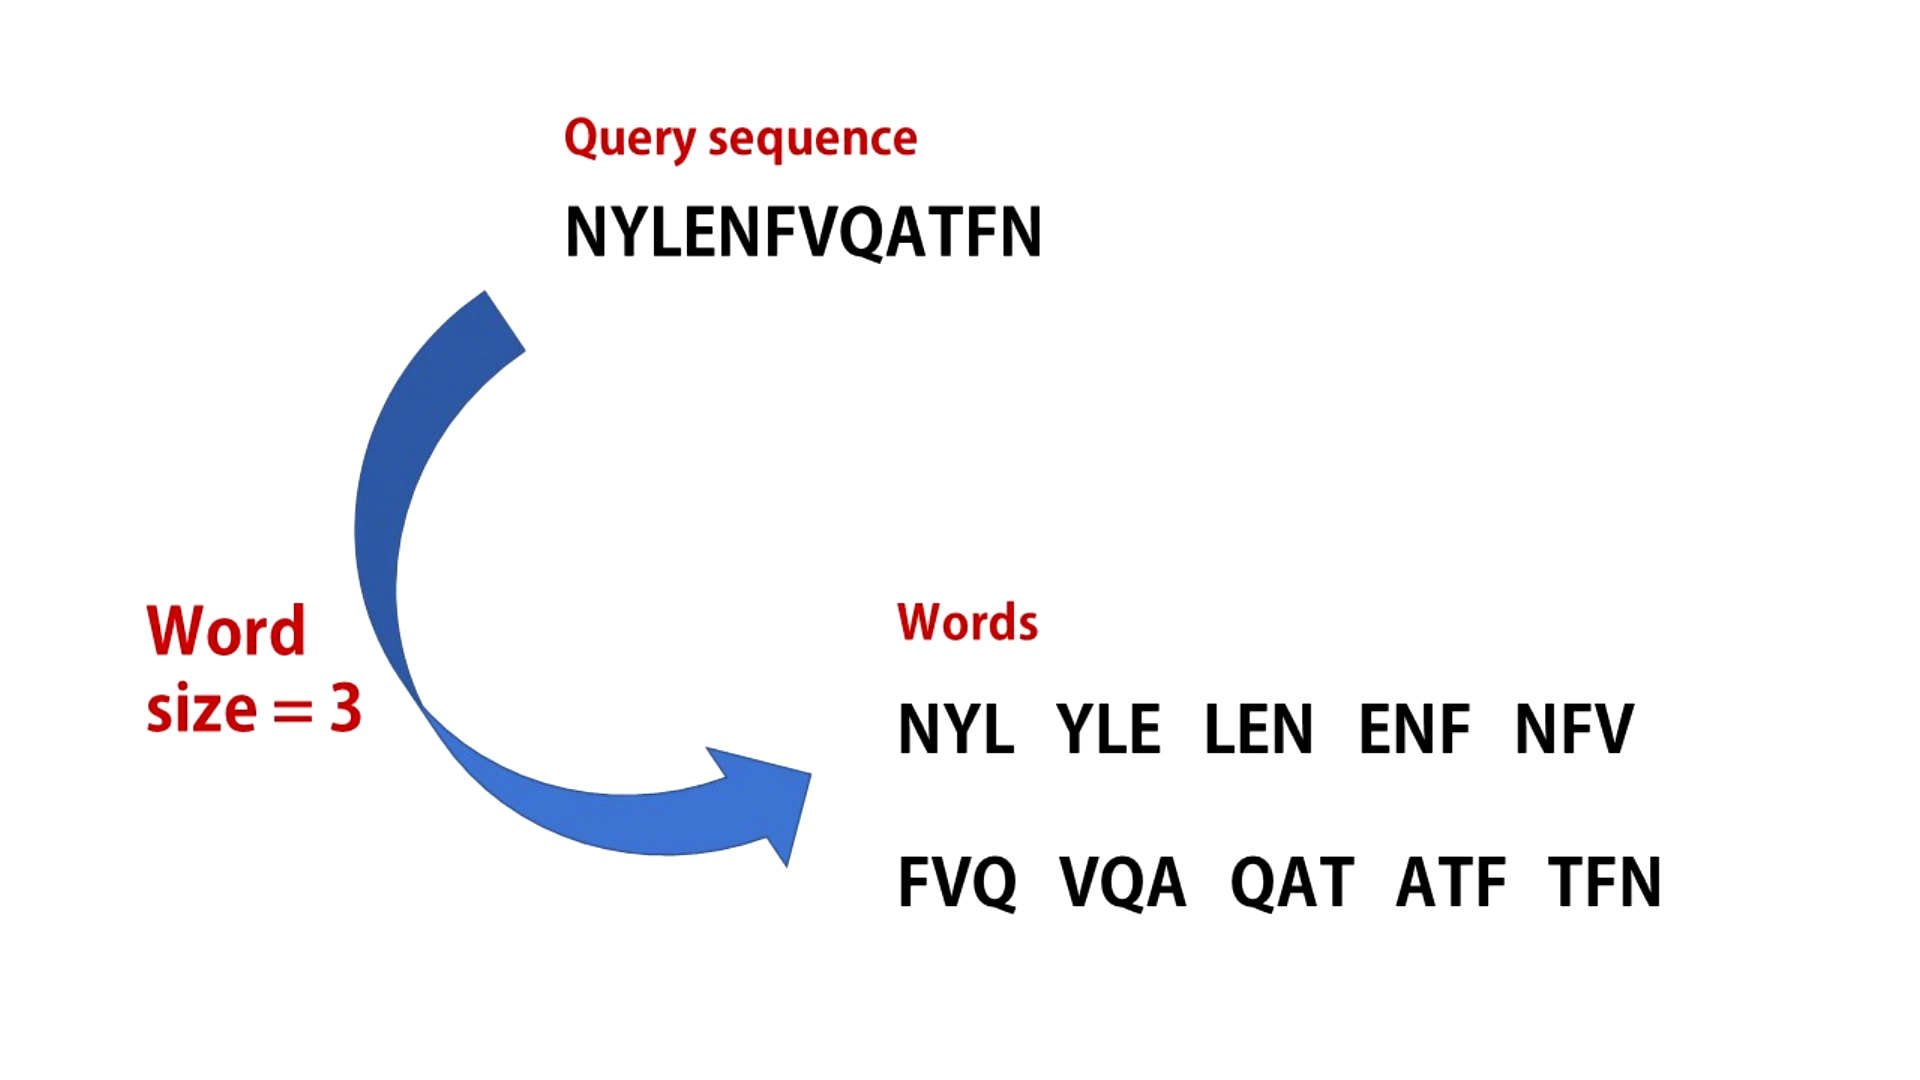 Query sequence
NYLENFVQATFN
Word
size = 3
Words
NYL YLE LEN ENF NFV
FVQ VQA QAT ATF TFN